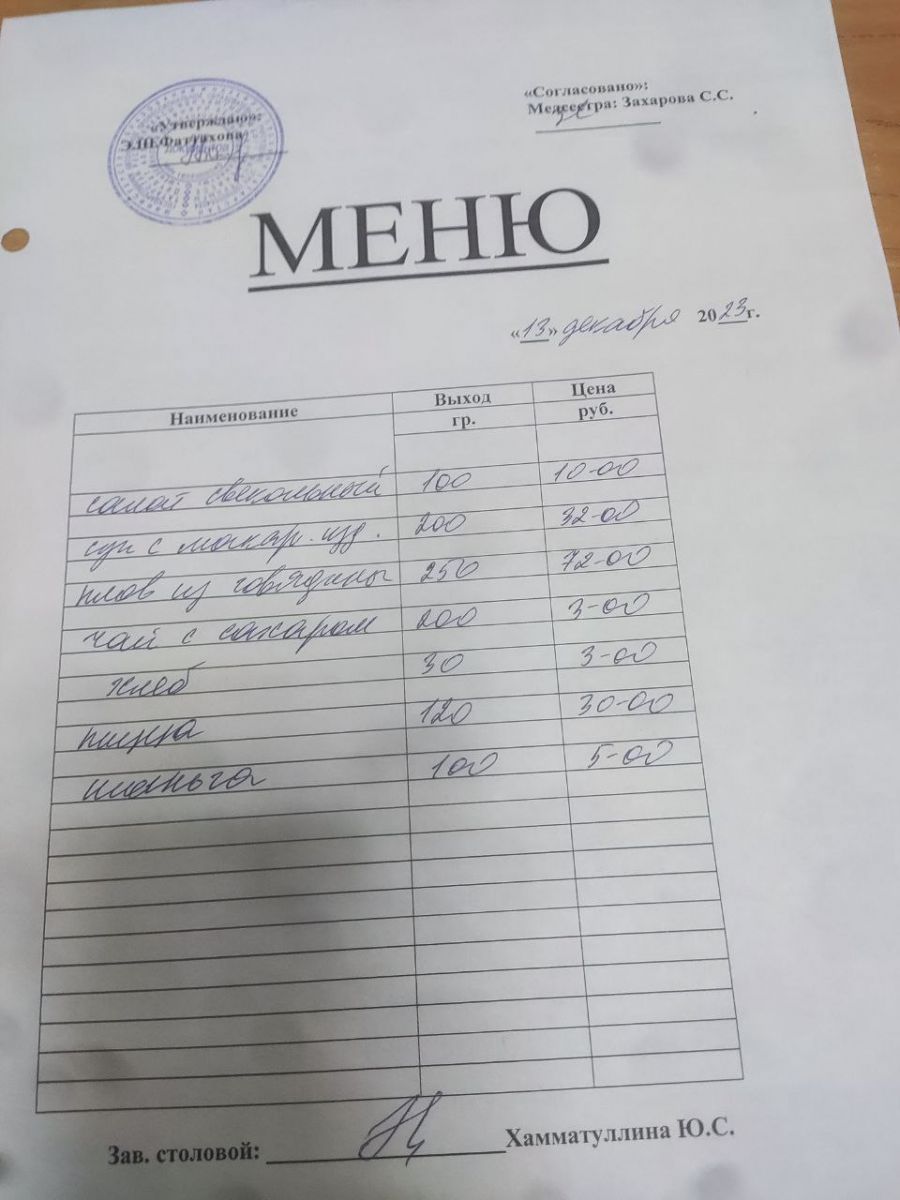 «Согласовано»:
Медсестра: Захарова С.С.
«Утверждаю»:
Э.Ш.Фаттахова
МЕНЮ
«13» декабря 2023г.
Наименование Выход гр. Цена руб.
салат свекольный 100 10-00
суп с макар. изд. 200 32-00
плов из говядины 250 72-00
чай с сахаром 200 3-00
хлеб 30 3-00
пицца 120 30-00
шаньга 100 5-00
Зав. столовой: Хамматуллина Ю.С.